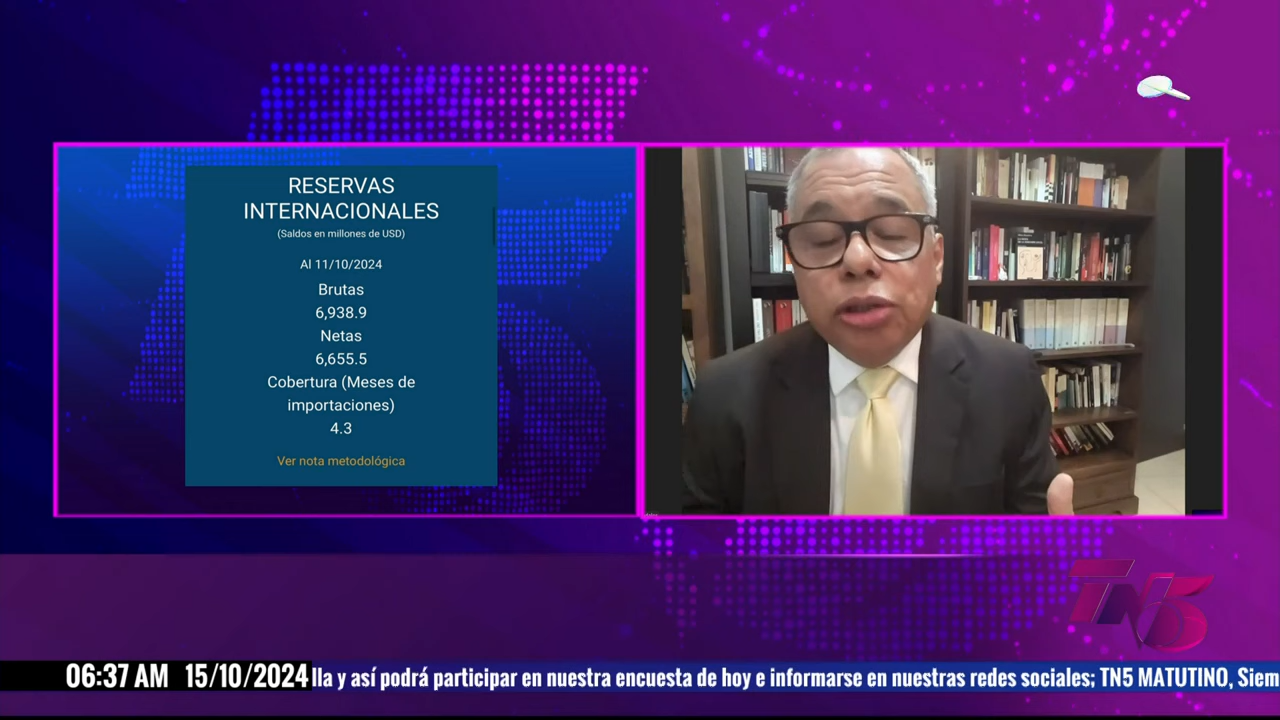 RESERVAS
INTERNACIONALES
(Saldos en millones de USD)
Al 11/10/2024
Brutas
6,938.9
Netas
6,655.5
Cobertura (Meses de
importaciones)
4.3
Ver nota metodológica
TN5
06:37 AM 15/10/2024
lla y así podrá participar en nuestra encuesta de hoy e informarse en nuestras redes sociales; TN5 MATUTINO, Siem